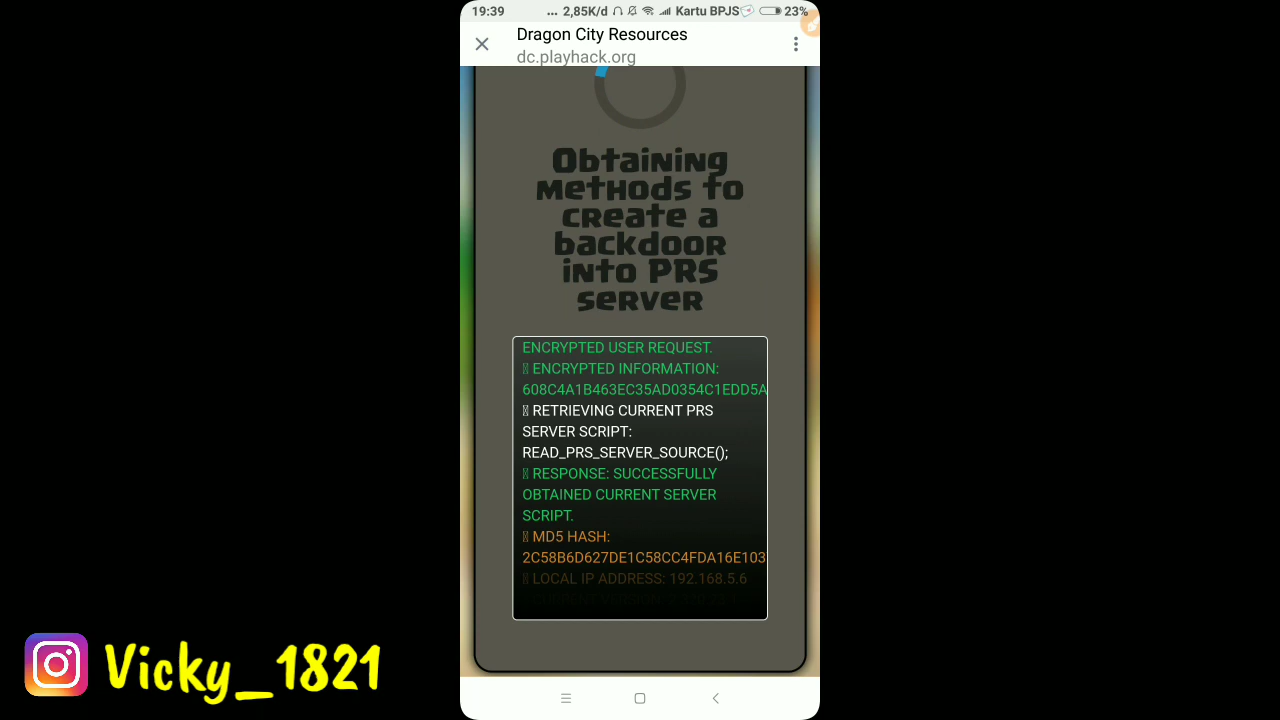 19:39 ... 2,85K/d Kartu BPJS 23%
Dragon City Resources
dc.playhack.org
Obtaining
methods to
create a
backdoor
into PRS
server
ENCRYPTED USER REQUEST.
ENCRYPTED INFORMATION:
608C4A1B463EC35AD0354C1EDD5A
RETRIEVING CURRENT PRS
SERVER SCRIPT:
READ_PRS_SERVER_SOURCE();
RESPONSE: SUCCESSFULLY
OBTAINED CURRENT SERVER
SCRIPT.
MD5 HASH:
2C58B6D627DE1C58CC4FDA16E103
LOCAL IP ADDRESS: 192.168.5.6
Vicky_1821